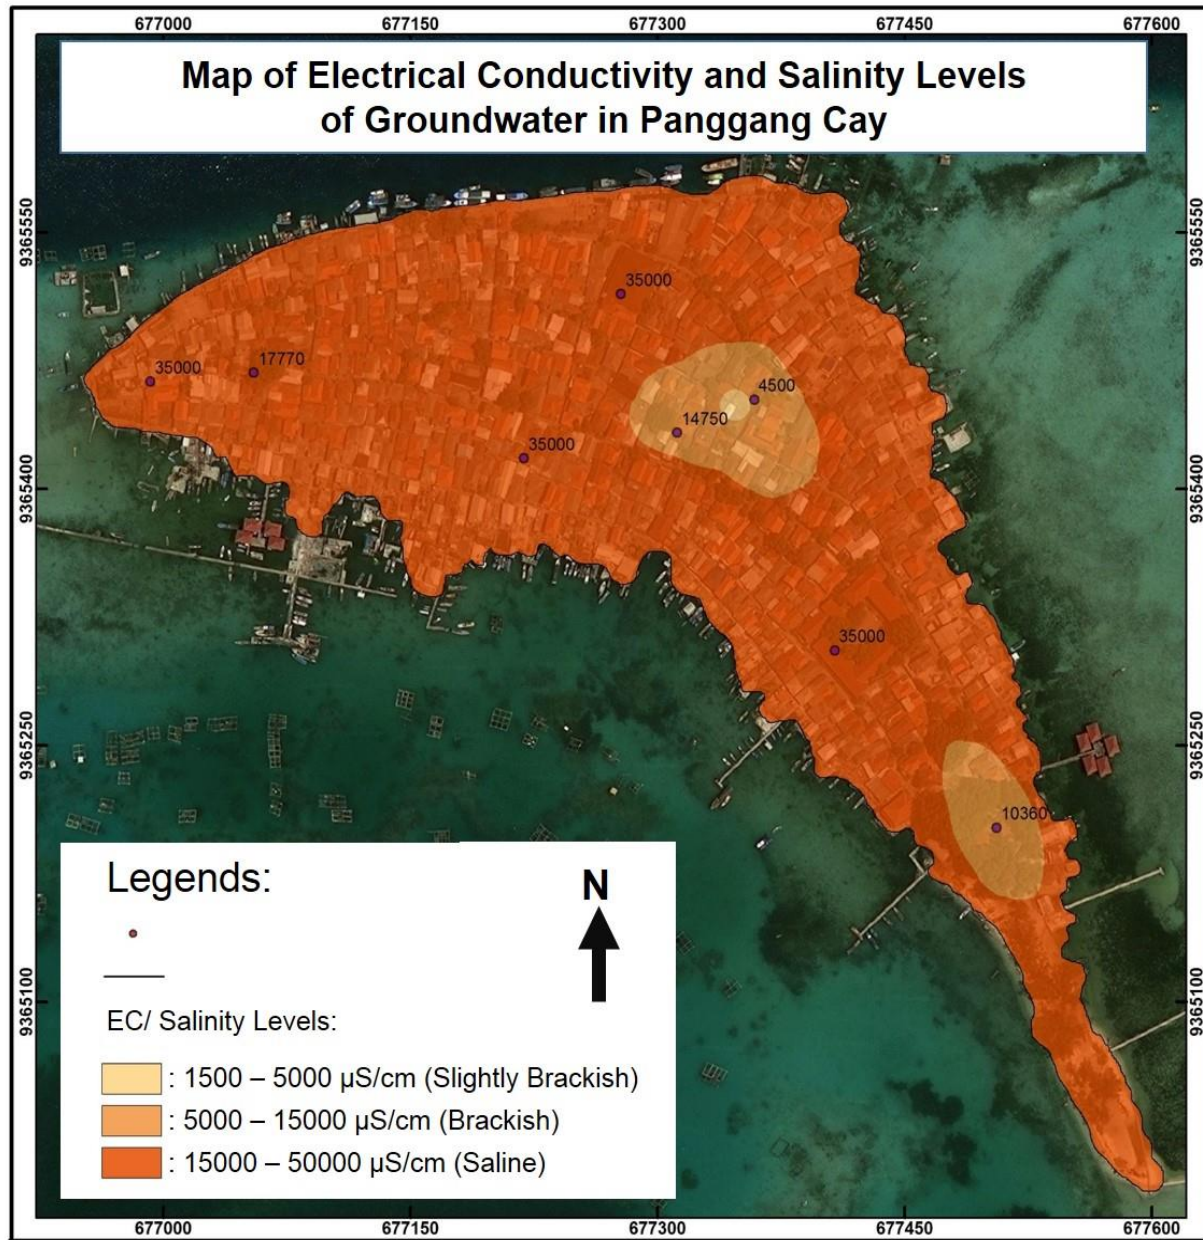 677000 677150 677300 677450 677600
Map of Electrical Conductivity and Salinity Levels
of Groundwater in Panggang Cay
9365550 9365550
35000
35000 17770
4500
14750
35000
9365400 9365400
35000
9365250 9365250
10360
Legends:
N
9365100 9365100
EC/ Salinity Levels:
: 1500 – 5000 µS/cm (Slightly Brackish)
: 5000 – 15000 µS/cm (Brackish)
: 15000 – 50000 µS/cm (Saline)
677000 677150 677300 677450 677600